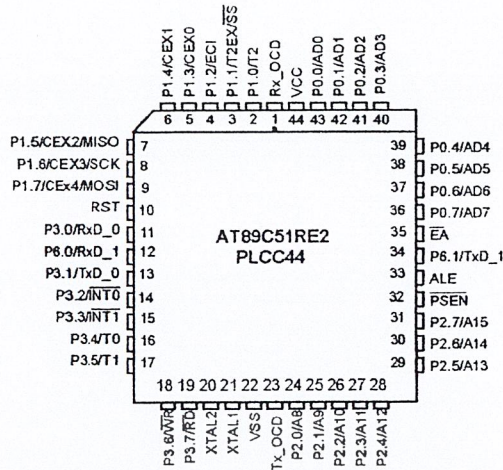 P1.4/CEX1
P1.3/CEX0
P1.2/ECI
P1.1/T2EX/SS
P1.0/T2
Rx_OCD
VCC
P0.0/AD0
P0.1/AD1
P0.2/AD2
P0.3/AD3
6 5 4 3 2 1 44 43 42 41 40
P1.5/CEX2/MISO 7
P1.6/CEX3/SCK 8
P1.7/CEx4/MOSI 9
RST 10
P3.0/RxD_0 11
P6.0/RxD_1 12
P3.1/TxD_0 13
P3.2/INT0 14
P3.3/INT1 15
P3.4/T0 16
P3.5/T1 17
AT89C51RE2
PLCC44
39 P0.4/AD4
38 P0.5/AD5
37 P0.6/AD6
36 P0.7/AD7
35 EA
34 P6.1/TxD_1
33 ALE
32 PSEN
31 P2.7/A15
30 P2.6/A14
29 P2.5/A13
18 19 20 21 22 23 24 25 26 27 28
P3.6/WR
P3.7/RD
XTAL2
XTAL1
VSS
Tx_OCD
P2.0/A8
P2.1/A9
P2.2/A10
P2.3/A11
P2.4/A12